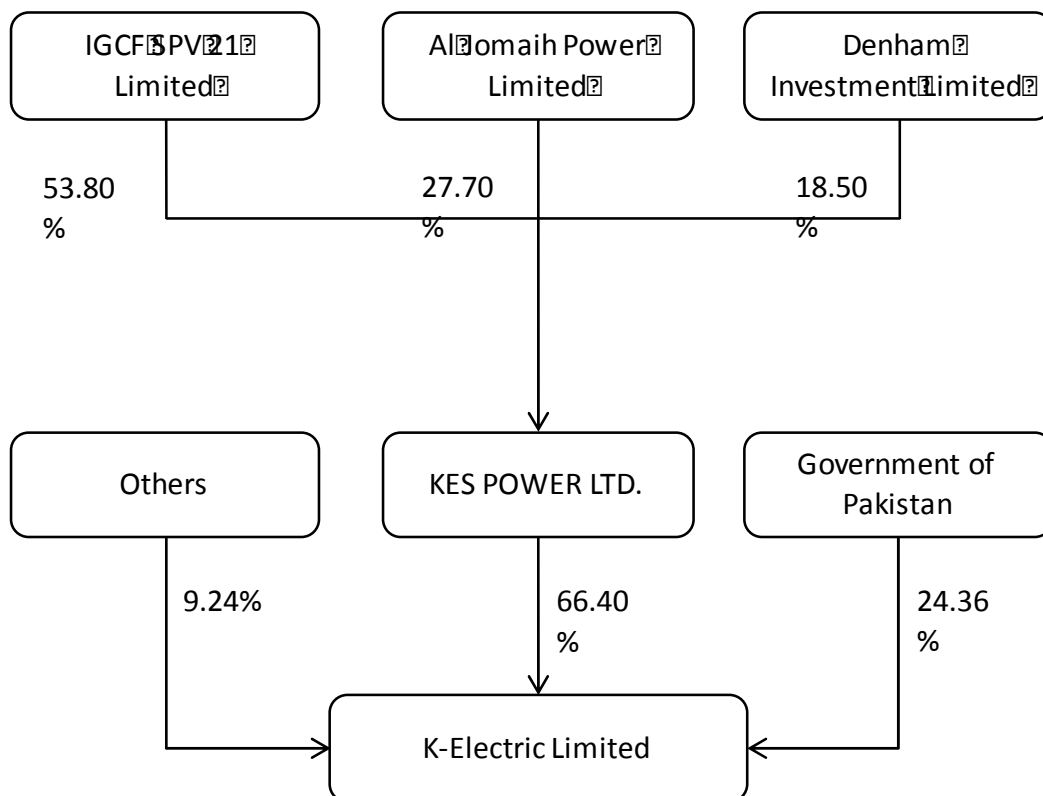 IGCF SPV 21
Limited
Al Jomaih Power
Limited
Denham
Investment Limited
53.80
%
27.70
%
18.50
%
Others
KES POWER LTD.
Government of
Pakistan
9.24%
66.40
%
24.36
%
K-Electric Limited